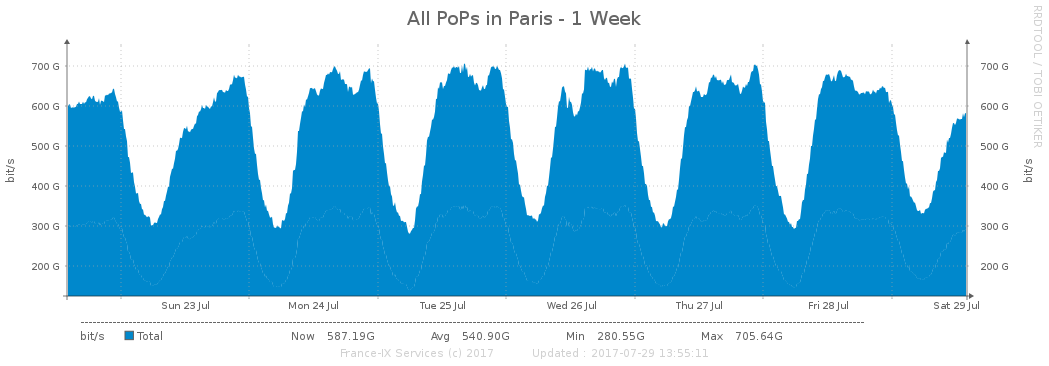 All PoPs in Paris - 1 Week
RRDTOOL / TOBI OETIKER
bit/s
bit/s
700 G 700 G
600 G 600 G
500 G 500 G
400 G 400 G
300 G 300 G
200 G 200 G
Sun 23 Jul Mon 24 Jul Tue 25 Jul Wed 26 Jul Thu 27 Jul Fri 28 Jul Sat 29 Jul
bit/s Total Now 587.19G Avg 540.90G Min 280.55G Max 705.64G
France-IX Services (c) 2017 Updated : 2017-07-29 13:55:11